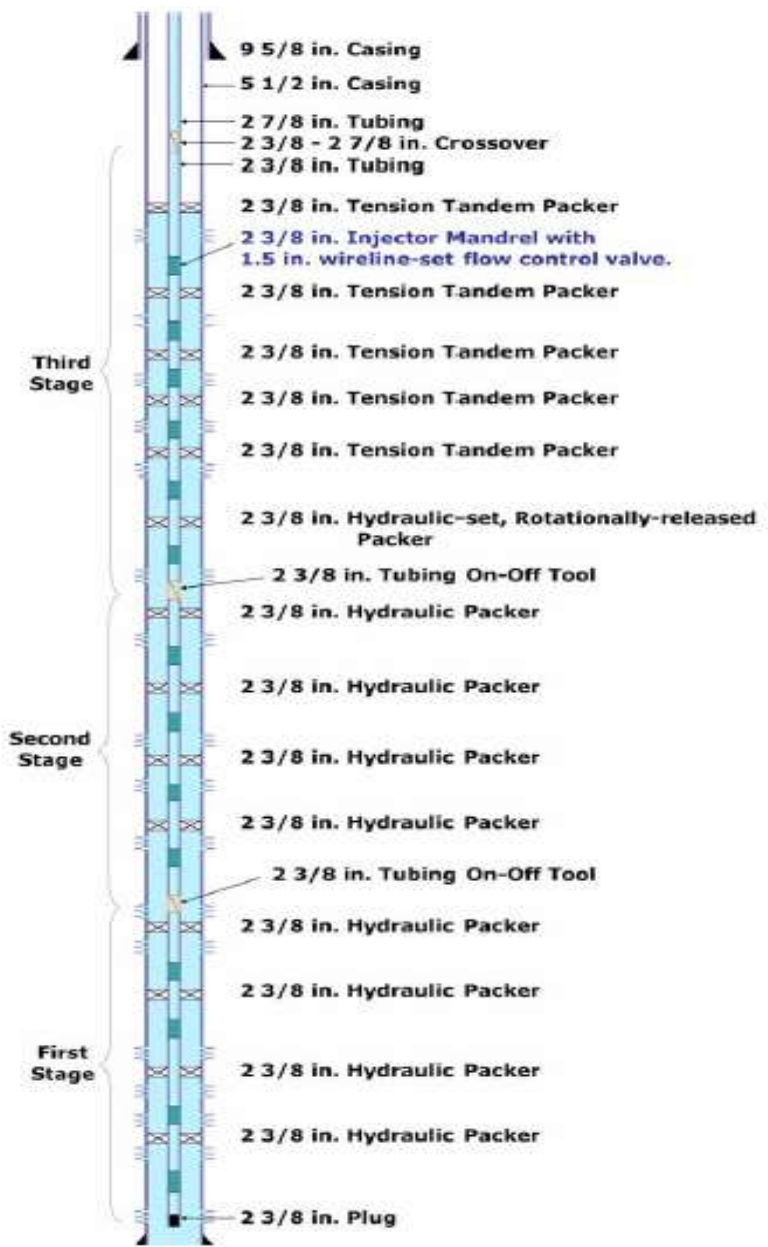 9 5/8 in. Casing
5 1/2 in. Casing
2 7/8 in. Tubing
2 3/8 - 2 7/8 in. Crossover
2 3/8 in. Tubing
2 3/8 in. Tension Tandem Packer
2 3/8 in. Injector Mandrel with
1.5 in. wireline-set flow control valve.
2 3/8 in. Tension Tandem Packer
2 3/8 in. Tension Tandem Packer
Third
Stage
2 3/8 in. Tension Tandem Packer
2 3/8 in. Tension Tandem Packer
2 3/8 in. Hydraulic-set, Rotationally-released
Packer
2 3/8 in. Tubing On-Off Tool
2 3/8 in. Hydraulic Packer
2 3/8 in. Hydraulic Packer
Second
Stage
2 3/8 in. Hydraulic Packer
2 3/8 in. Hydraulic Packer
2 3/8 in. Tubing On-Off Tool
2 3/8 in. Hydraulic Packer
2 3/8 in. Hydraulic Packer
First
Stage
2 3/8 in. Hydraulic Packer
2 3/8 in. Hydraulic Packer
2 3/8 in. Plug